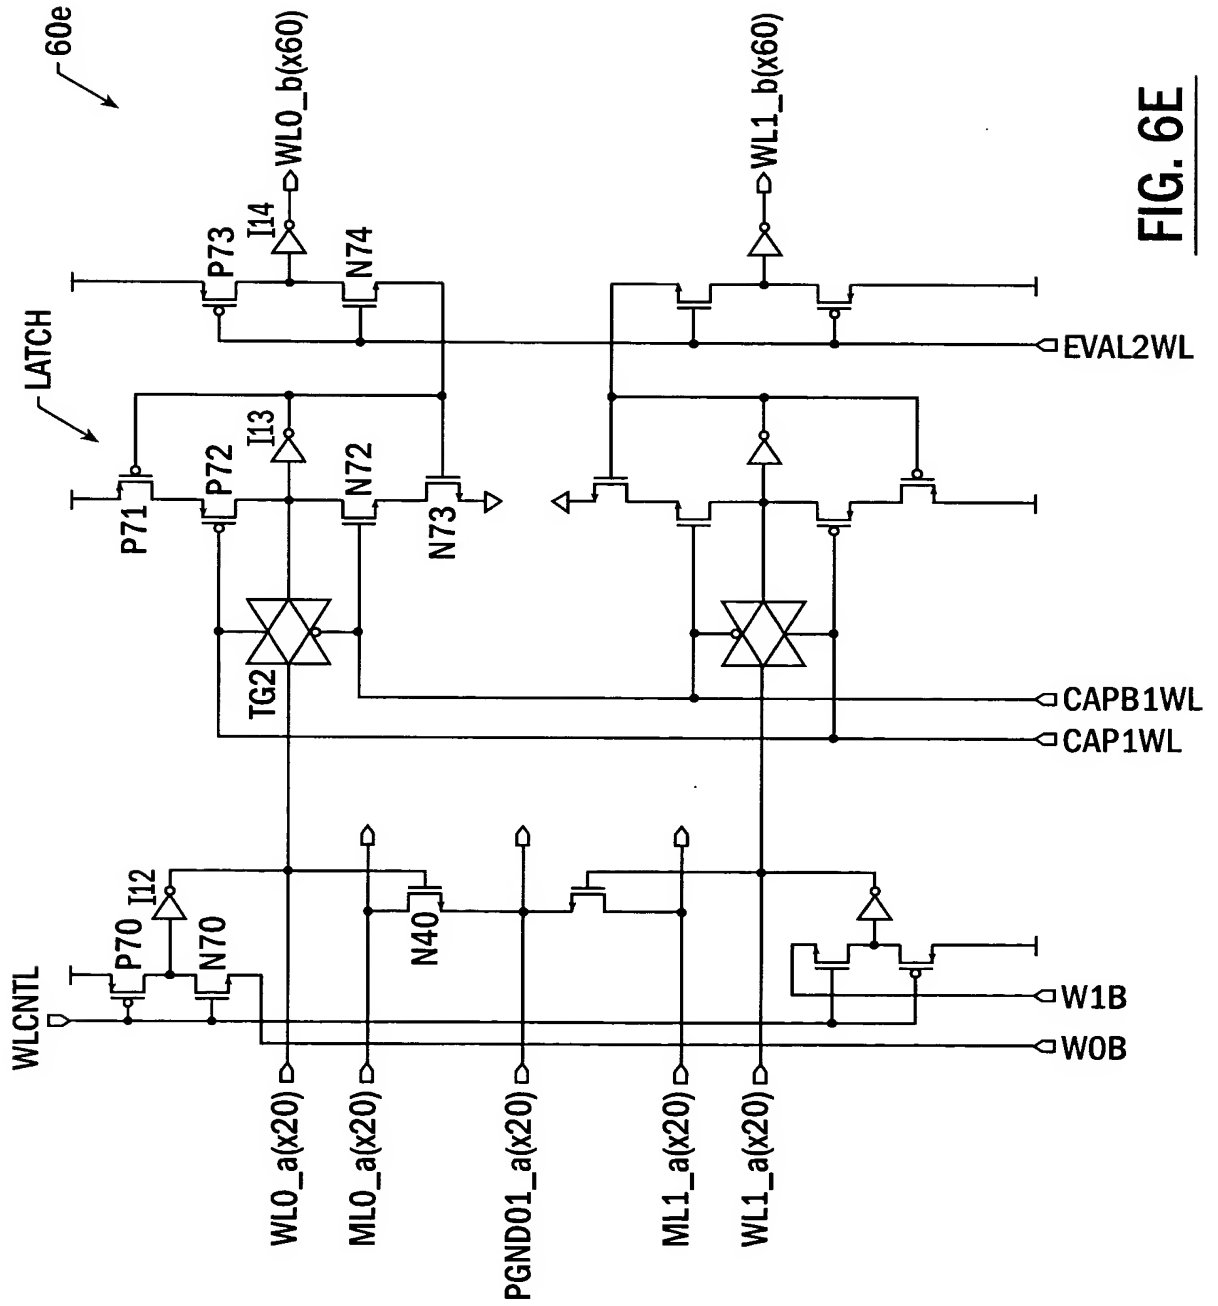 60e
WL0_b(x60)
WL1_b(x60)
I14
P73
N74
LATCH
EVAL2WL
I13
P71
P72
N72
N73
TG2
CAPB1WL
CAP1WL
I12
P70
N70
N40
WLCNTL
W1B
W0B
WL0_a(x20)
ML0_a(x20)
PGND01_a(x20)
ML1_a(x20)
WL1_a(x20)
FIG. 6E